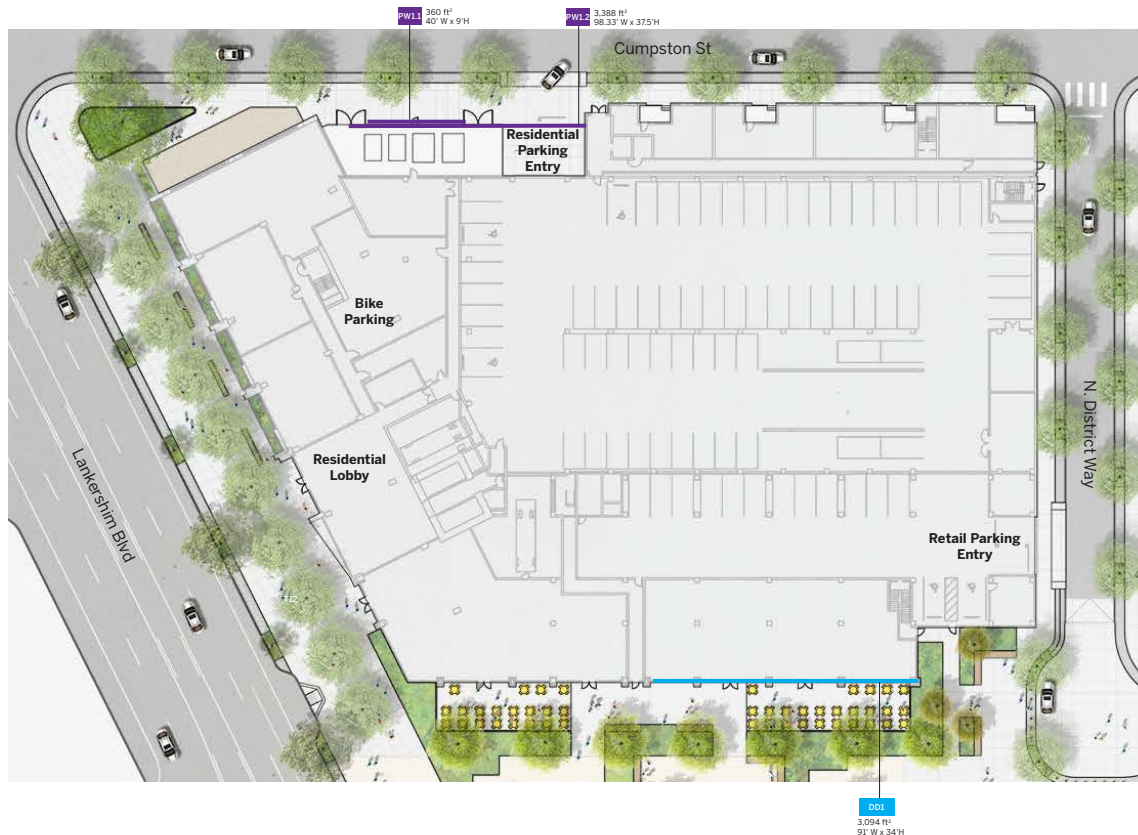 PW1.1
360 ft²
40' W x 9'H
PW1.2
3,388 ft²
98.33' W x 37.5'H
Cumpston St
Residential
Parking
Entry
Bike
Parking
N. District Way
Residential
Lobby
Lankershim Blvd
Retail Parking
Entry
DD1
3,094 ft²
91' W x 34'H